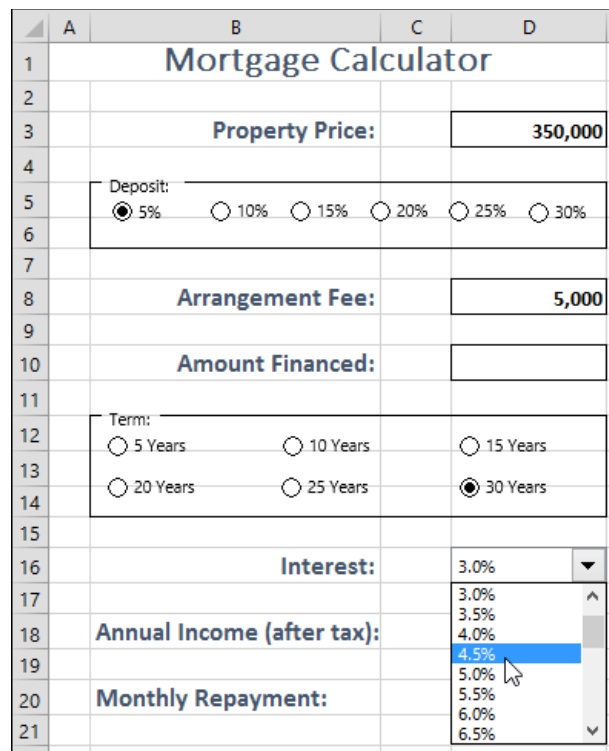 A B C D
1 Mortgage Calculator
2
3 Property Price: 350,000
4
Deposit:
5 5% 10% 15% 20% 25% 30%
6
7
8 Arrangement Fee: 5,000
9
10 Amount Financed:
11
Term:
12 5 Years 10 Years 15 Years
13
14 20 Years 25 Years 30 Years
15
16 Interest: 3.0%
17 3.0%
3.5%
18 Annual Income (after tax): 4.0%
4.5%
19 5.0%
5.5%
20 Monthly Repayment: 6.0%
21 6.5%